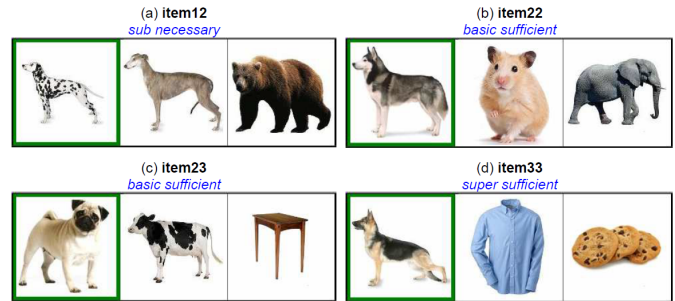 (a) item12
sub necessary
(b) item22
basic sufficient
(c) item23
basic sufficient
(d) item33
super sufficient